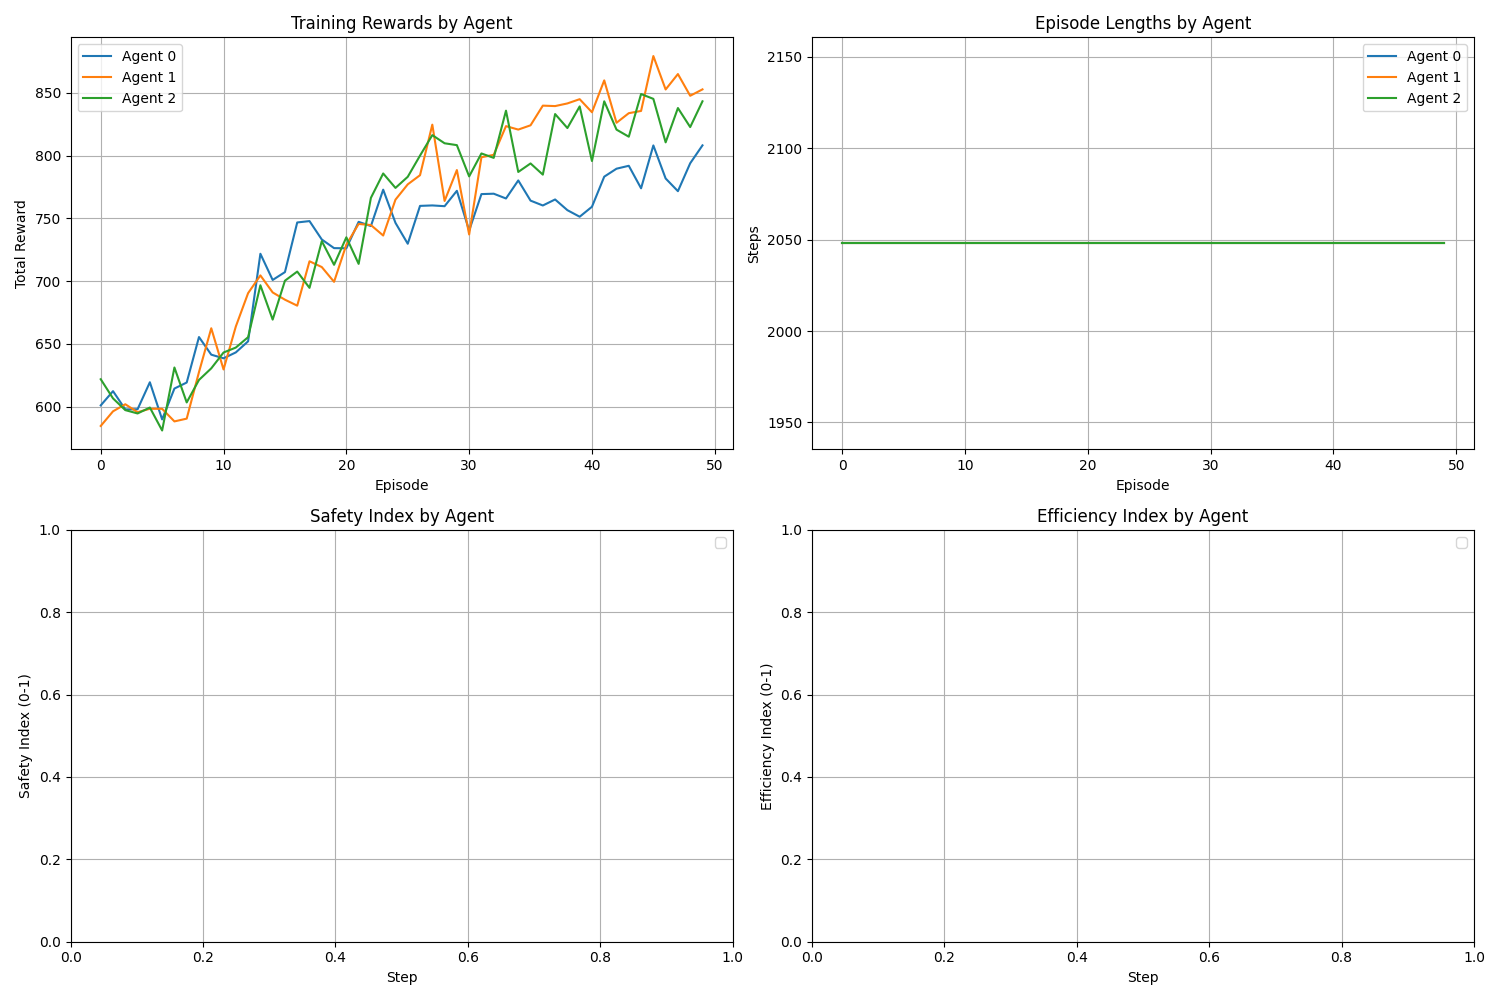 Training Rewards by Agent
Agent 0
Agent 1
Agent 2
850
800
750
700
650
600
Total Reward
0 10 20 30 40 50
Episode
Episode Lengths by Agent
Agent 0
Agent 1
Agent 2
2150
2100
2050
2000
1950
Steps
0 10 20 30 40 50
Episode
Safety Index by Agent
1.0
0.8
0.6
0.4
0.2
0.0
Safety Index (0-1)
0.0 0.2 0.4 0.6 0.8 1.0
Step
Efficiency Index by Agent
1.0
0.8
0.6
0.4
0.2
0.0
Efficiency Index (0-1)
0.0 0.2 0.4 0.6 0.8 1.0
Step